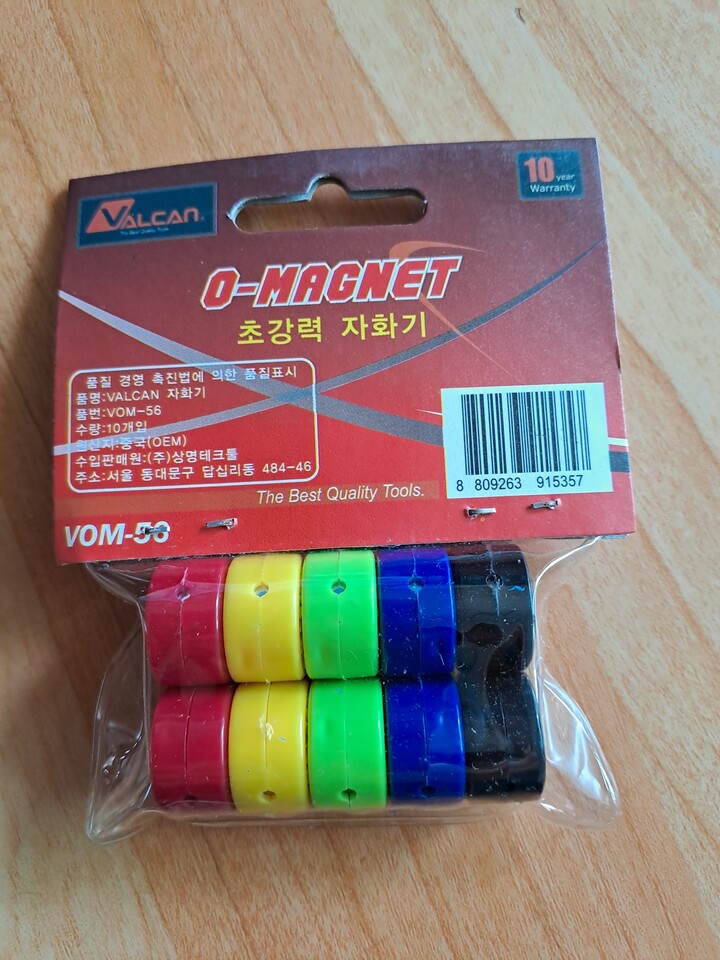 VALCAN
The Best Quality Tools
10 year
Warranty
O-MAGNET
초강력 자화기
품질 경영 촉진법에 의한 품질표시
품명:VALCAN 자화기
품번:VOM-56
수량:10개입
원산지:중국(OEM)
수입판매원:(주)상명테크툴
주소:서울 동대문구 답십리동 484-46
8 809263 915357
The Best Quality Tools.
VOM-56